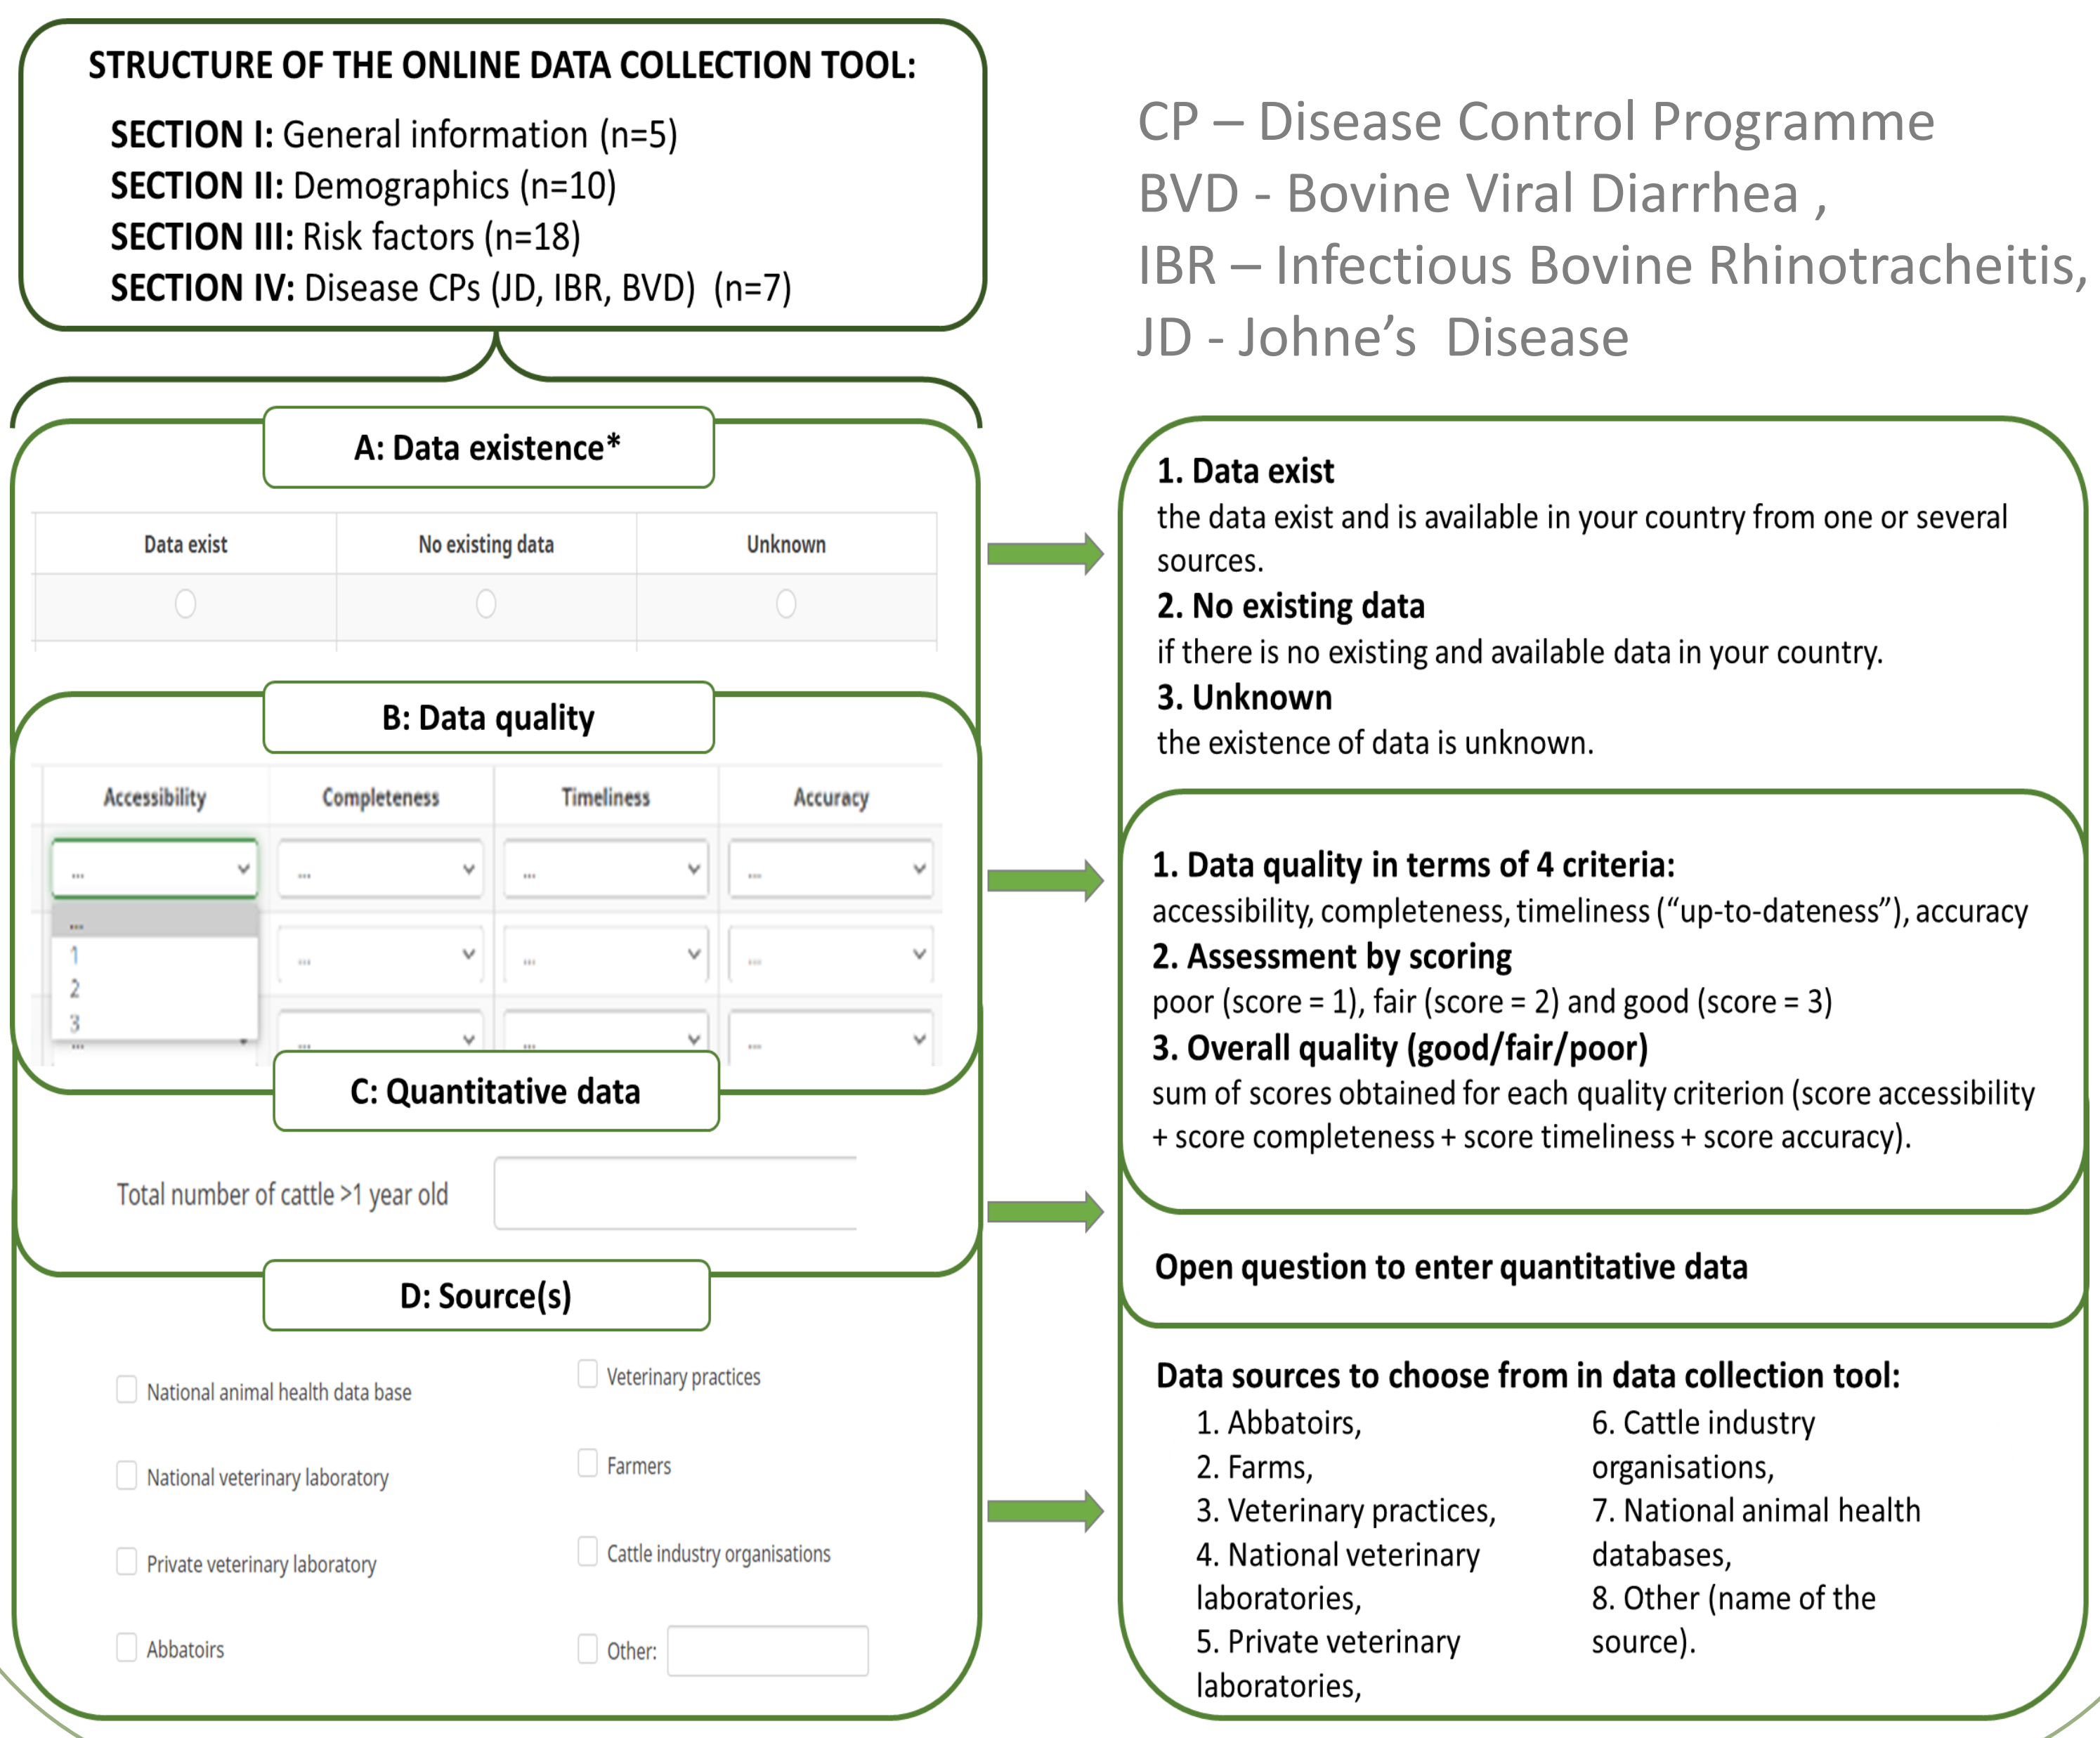 STRUCTURE OF THE ONLINE DATA COLLECTION TOOL:
SECTION I: General information (n=5)
SECTION II: Demographics (n=10)
SECTION III: Risk factors (n=18)
SECTION IV: Disease CPs (JD, IBR, BVD) (n=7)
CP – Disease Control Programme
BVD - Bovine Viral Diarrhea ,
IBR – Infectious Bovine Rhinotracheitis,
JD - Johne’s Disease
A: Data existence*
Data exist
No existing data
Unknown
1. Data exist
the data exist and is available in your country from one or several
sources.
2. No existing data
if there is no existing and available data in your country.
3. Unknown
the existence of data is unknown.
B: Data quality
Accessibility
Completeness
Timeliness
Accuracy
... ... ... ...
...
1
2
3
... ... ...
... ... ... ...
1. Data quality in terms of 4 criteria:
accessibility, completeness, timeliness (“up-to-dateness”), accuracy
2. Assessment by scoring
poor (score = 1), fair (score = 2) and good (score = 3)
3. Overall quality (good/fair/poor)
sum of scores obtained for each quality criterion (score accessibility
+ score completeness + score timeliness + score accuracy).
C: Quantitative data
Total number of cattle >1 year old
Open question to enter quantitative data
D: Source(s)
National animal health data base
National veterinary laboratory
Private veterinary laboratory
Abbatoirs
Veterinary practices
Farmers
Cattle industry organisations
Other:
Data sources to choose from in data collection tool:
1. Abbatoirs,
2. Farms,
3. Veterinary practices,
4. National veterinary
laboratories,
5. Private veterinary
laboratories,
6. Cattle industry
organisations,
7. National animal health
databases,
8. Other (name of the
source).